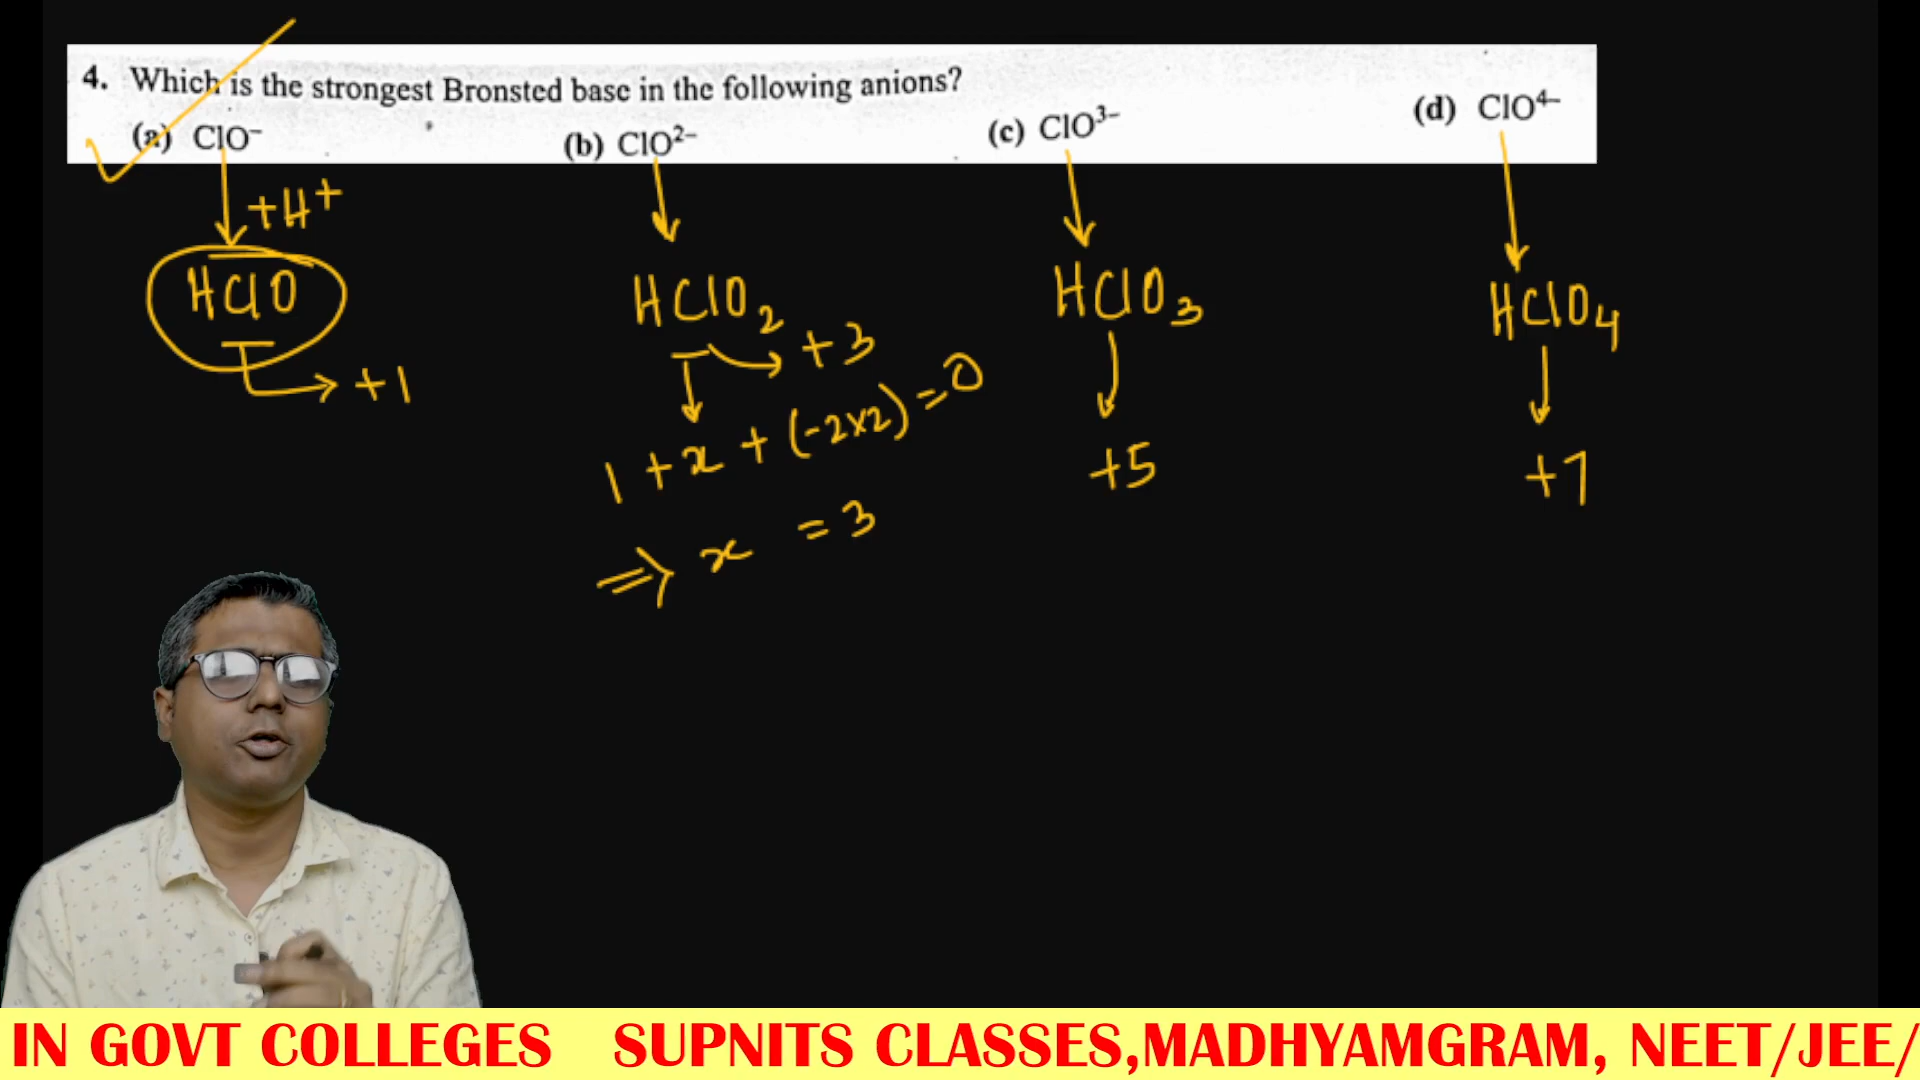 4. Which is the strongest Bronsted base in the following anions?
(a) ClO⁻ (b) ClO²⁻ (c) ClO³⁻ (d) ClO⁴⁻
+H⁺
HClO HClO₂ HClO₃ HClO₄
+1 +3 +5 +7
1 + x + (-2×2) = 0
⇒ x = 3
IN GOVT COLLEGES SUPNITS CLASSES,MADHYAMGRAM, NEET/JEE/